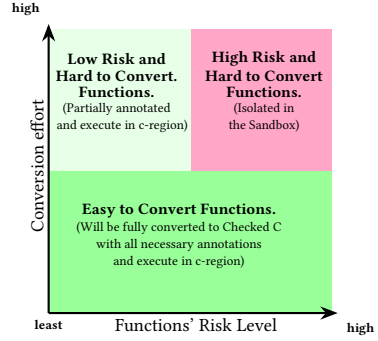 high
Low Risk and
Hard to Convert.
Functions.
(Partially annotated
and execute in c-region)
High Risk and
Hard to Convert
Functions.
(Isolated in
the Sandbox)
Conversion effort
Easy to Convert Functions.
(Will be fully converted to Checked C
with all necessary annotations
and execute in c-region)
least
Functions' Risk Level
high